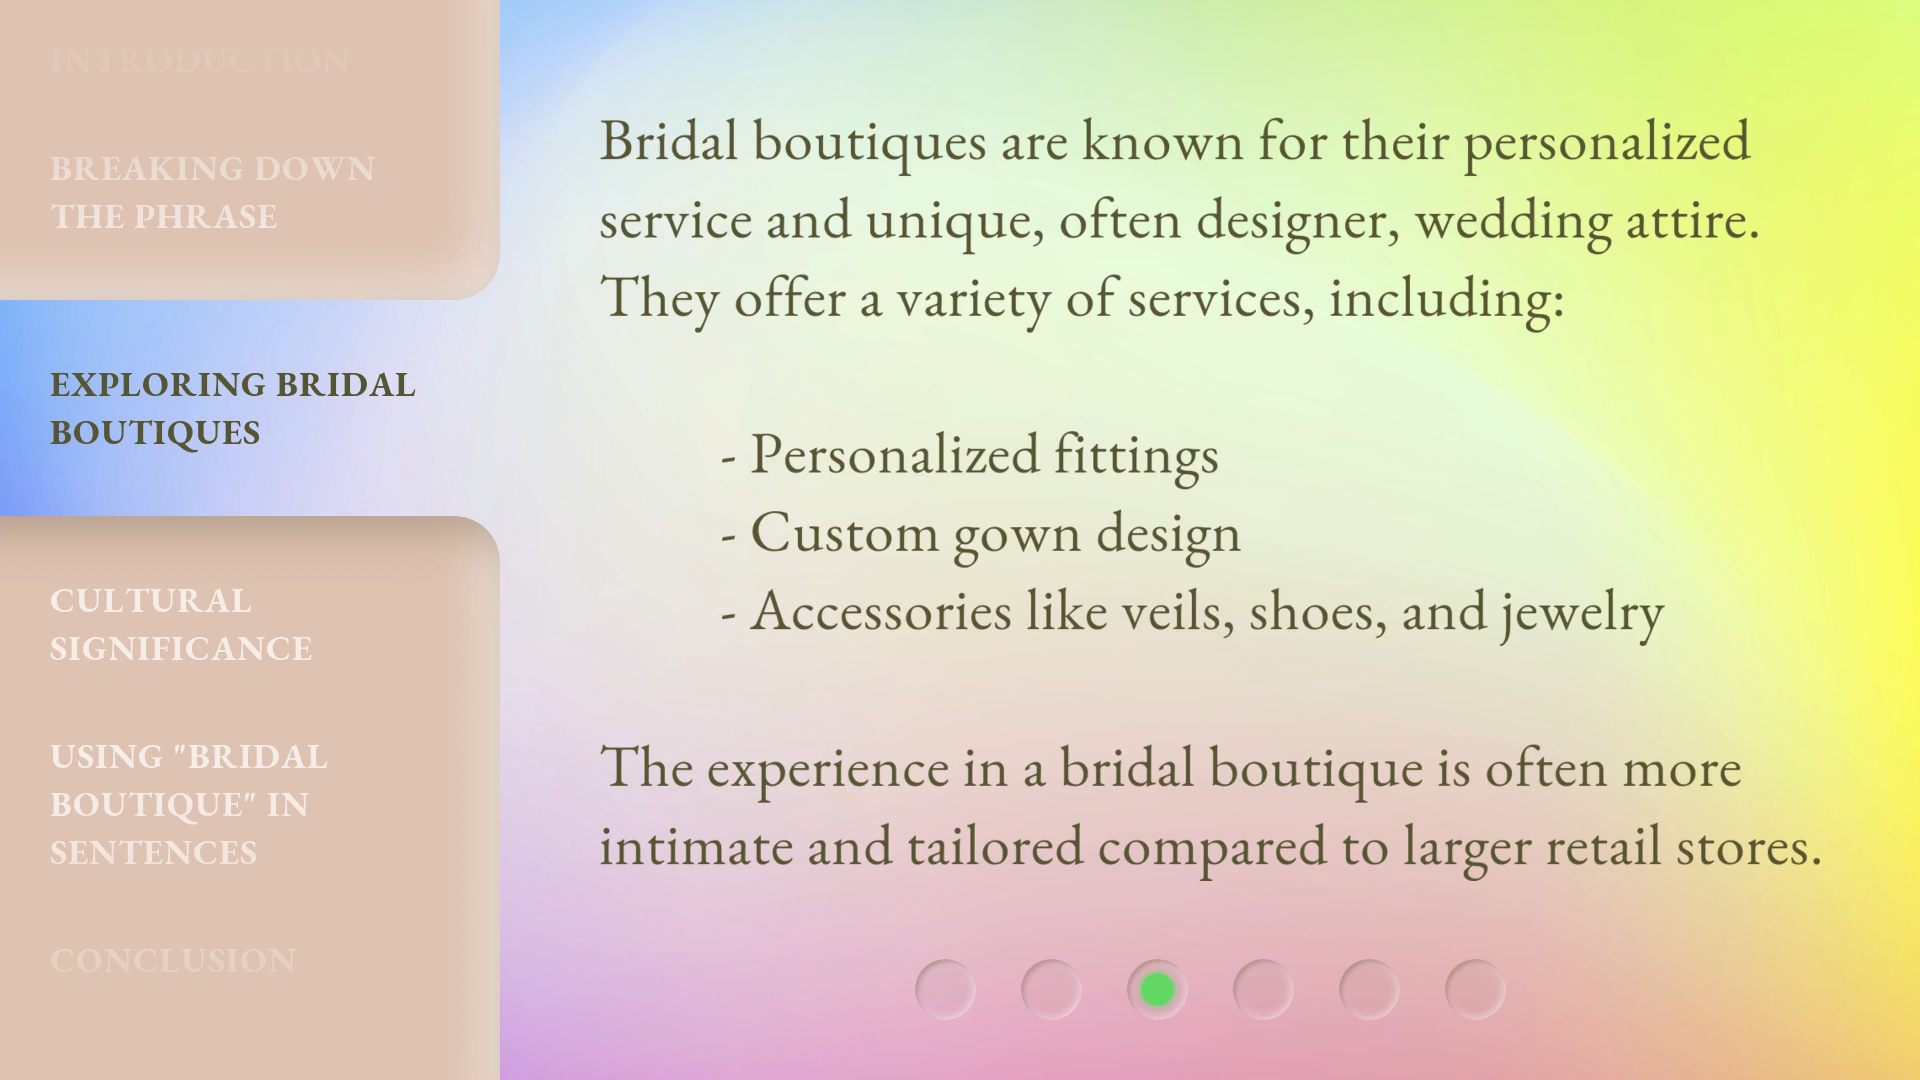 INTRODUCTION
BREAKING DOWN
THE PHRASE
EXPLORING BRIDAL
BOUTIQUES
CULTURAL
SIGNIFICANCE
USING "BRIDAL
BOUTIQUE" IN
SENTENCES
CONCLUSION
Bridal boutiques are known for their personalized
service and unique, often designer, wedding attire.
They offer a variety of services, including:
- Personalized fittings
- Custom gown design
- Accessories like veils, shoes, and jewelry
The experience in a bridal boutique is often more
intimate and tailored compared to larger retail stores.